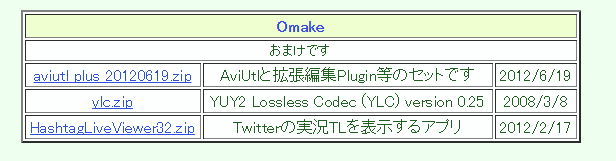 Omake
おまけです
aviutl plus 20120619.zip AviUtlと拡張編集Plugin等のセットです 2012/6/19
ylc.zip YUY2 Lossless Codec (YLC) version 0.25 2008/3/8
HashtagLiveViewer32.zip Twitterの実況TLを表示するアプリ 2012/2/17